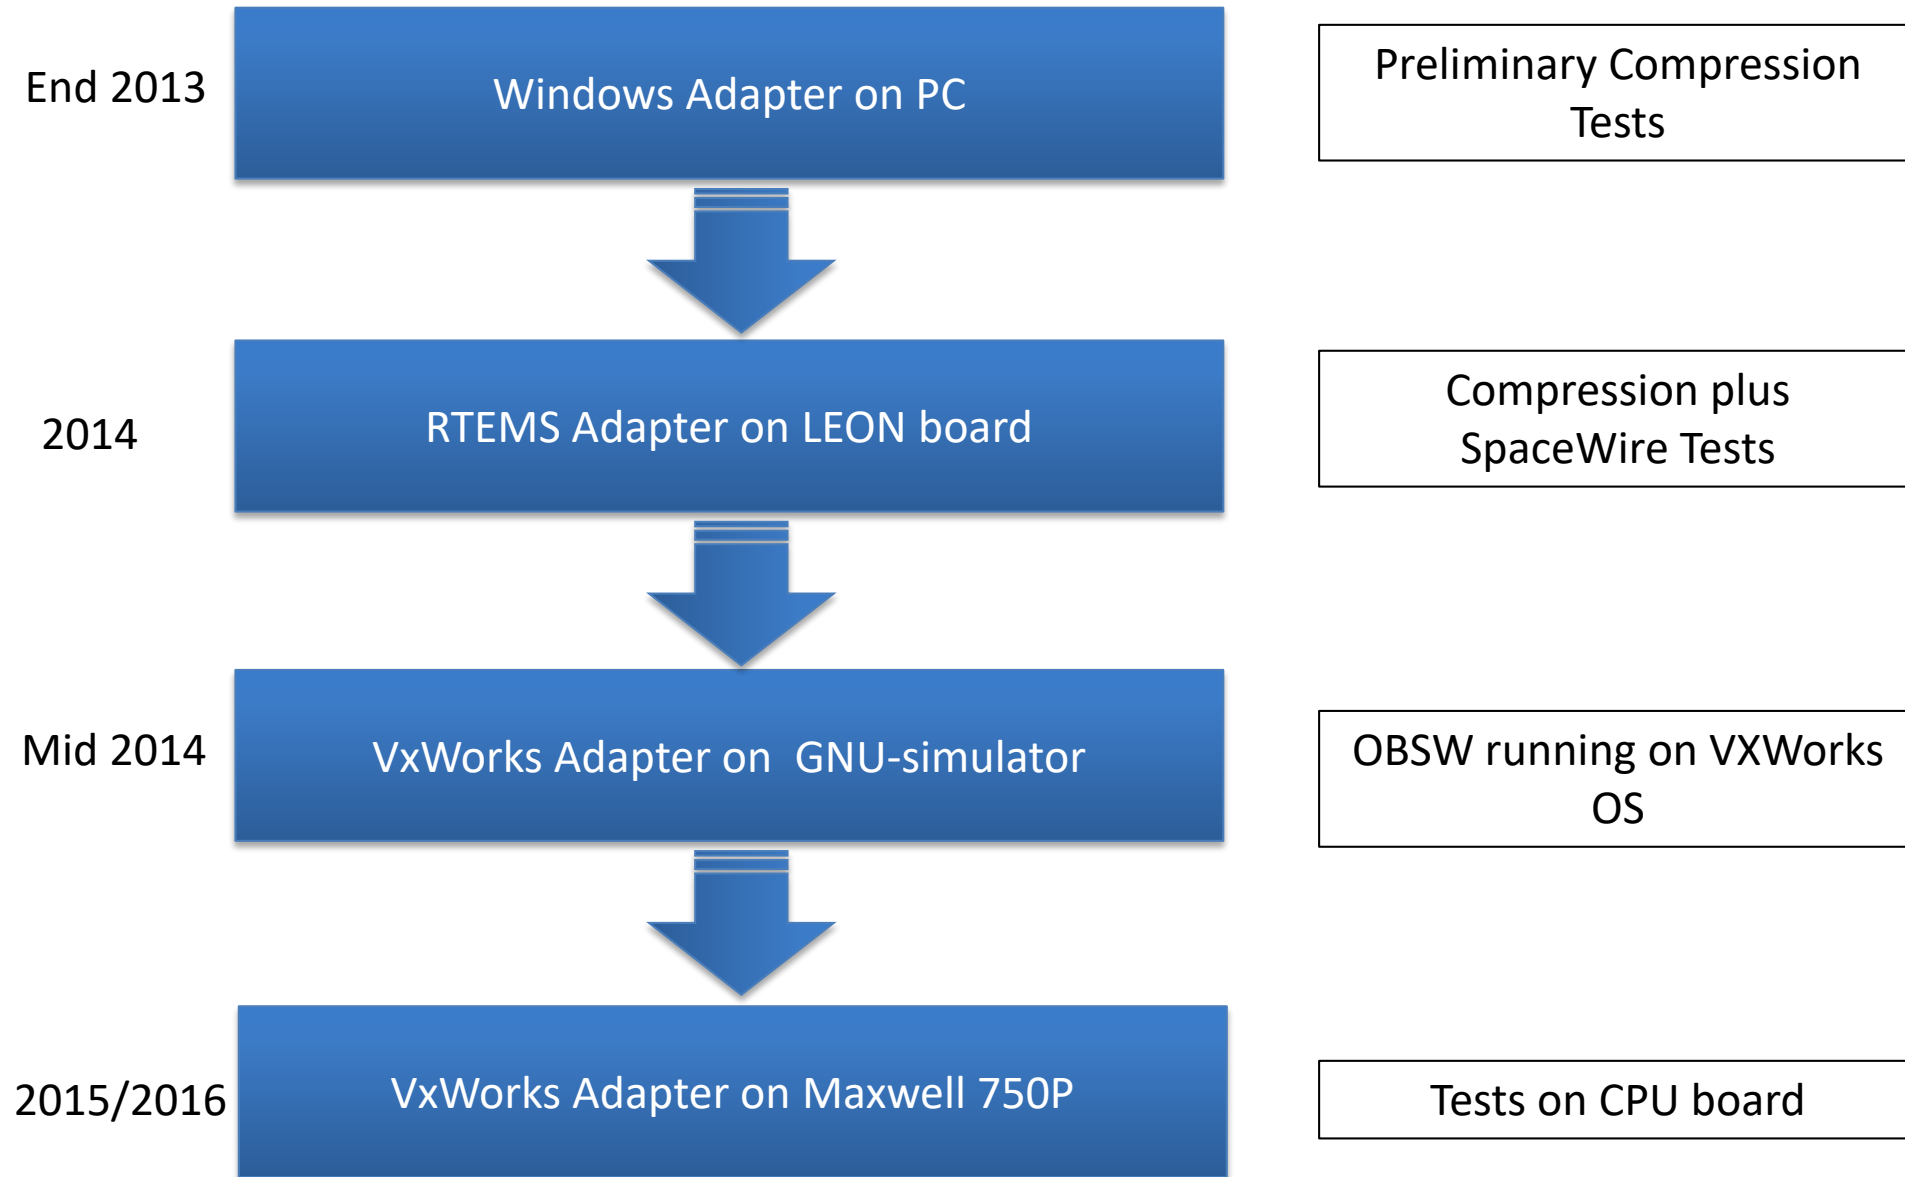 End 2013
Windows Adapter on PC
Preliminary Compression
Tests
2014
RTEMS Adapter on LEON board
Compression plus
SpaceWire Tests
Mid 2014
VxWorks Adapter on  GNU-simulator
OBSW running on VXWorks
OS
2015/2016
VxWorks Adapter on Maxwell 750P
Tests on CPU board